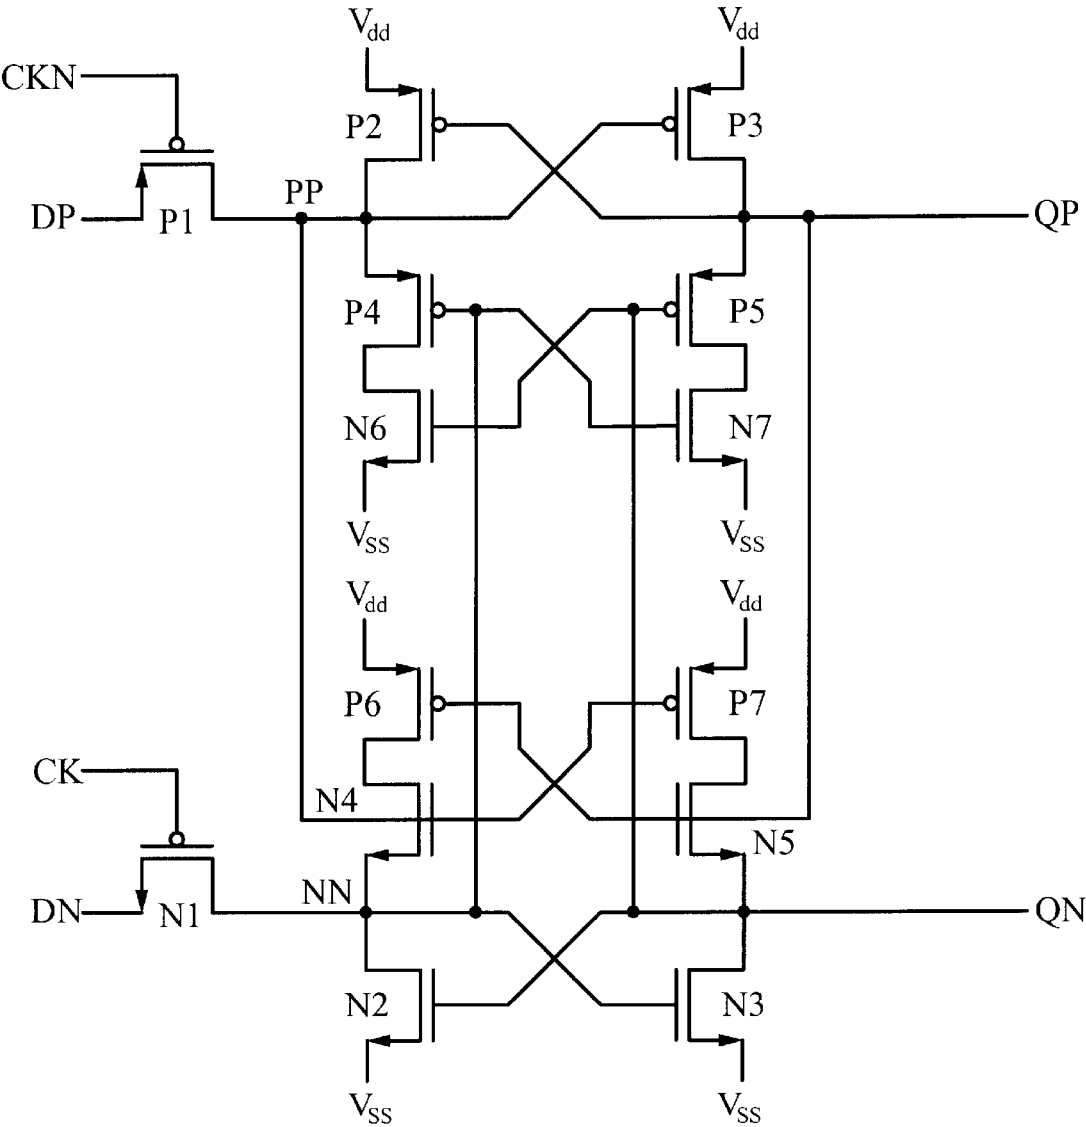 Vdd Vdd
CKN
P2 P3
PP
DP P1 QP
P4 P5
N6 N7
VSS VSS
Vdd Vdd
P6 P7
CK
N4
N5
NN
DN N1 QN
N2 N3
VSS VSS